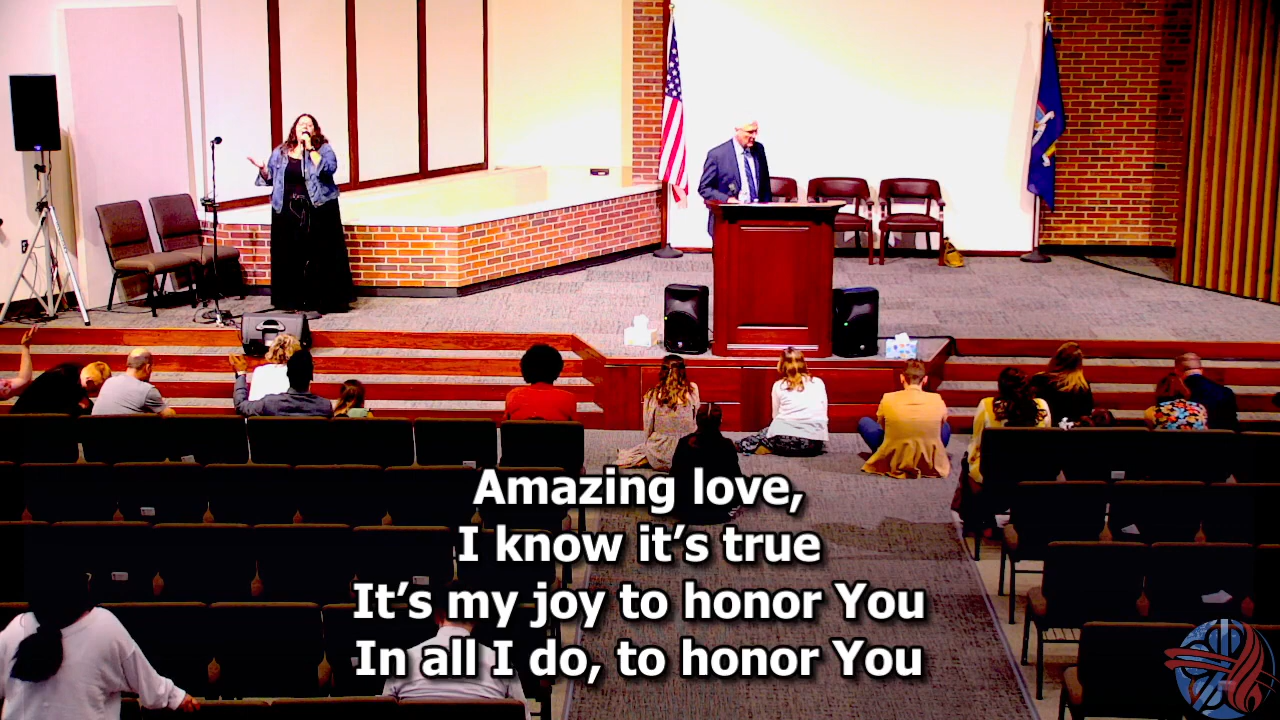 Amazing love,
I know it’s true
It’s my joy to honor You
In all I do, to honor You